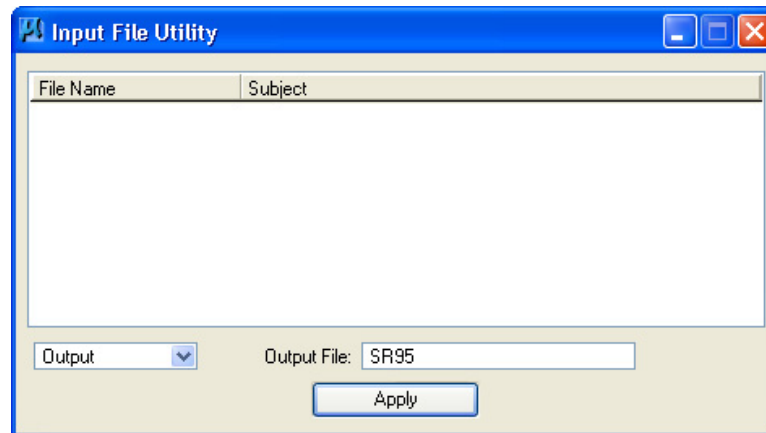 Input File Utility
File Name Subject
Output Output File: SR95
Apply